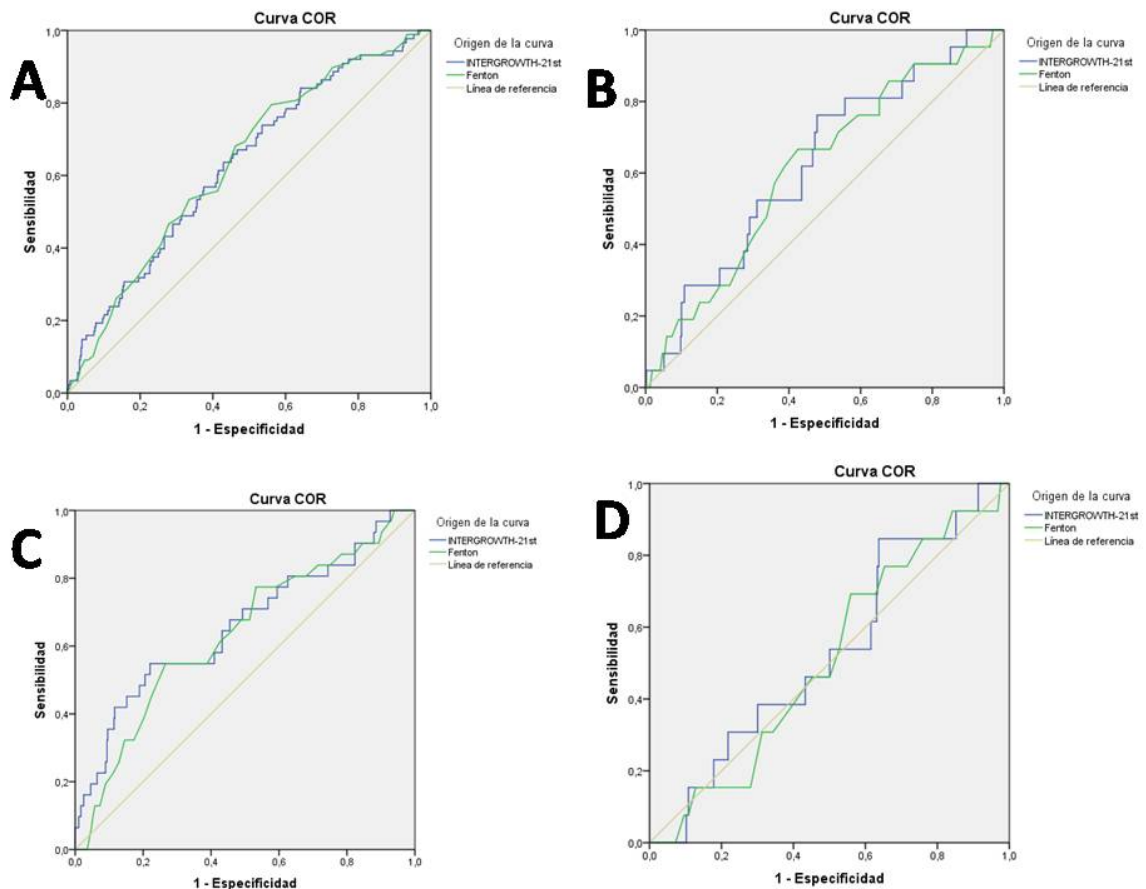 A
Curva COR
Sensibilidad
1,0
0,8
0,6
0,4
0,2
0,0
0,0 0,2 0,4 0,6 0,8 1,0
1 - Especificidad
Origen de la curva
INTERGROWTH-21st
Fenton
Línea de referencia
B
Curva COR
Sensibilidad
1,0
0,8
0,6
0,4
0,2
0,0
0,0 0,2 0,4 0,6 0,8 1,0
1 - Especificidad
Origen de la curva
INTERGROWTH-21st
Fenton
Línea de referencia
C
Curva COR
Sensibilidad
1,0
0,8
0,6
0,4
0,2
0,0
0,0 0,2 0,4 0,6 0,8 1,0
1 - Especificidad
Origen de la curva
INTERGROWTH-21st
Fenton
Línea de referencia
D
Curva COR
Sensibilidad
1,0
0,8
0,6
0,4
0,2
0,0
0,0 0,2 0,4 0,6 0,8 1,0
1 - Especificidad
Origen de la curva
INTERGROWTH-21st
Fenton
Línea de referencia